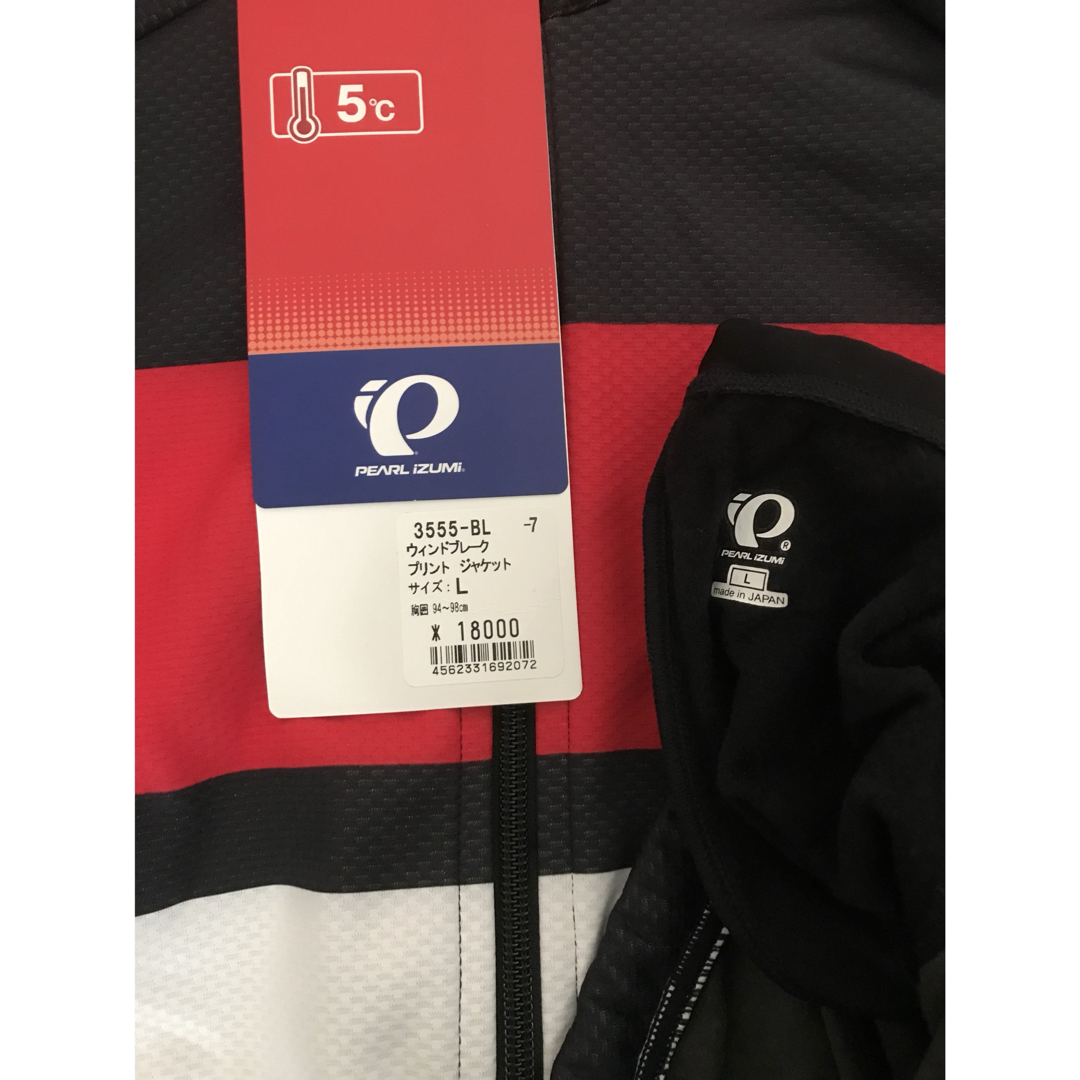 5℃
PEARL iZUMi
3555-BL -7
ウィンドブレーク
プリント ジャケット
サイズ: L
胸囲 94~98cm
¥ 18000
4562331692072
PEARL iZUMi®
L
made in JAPAN